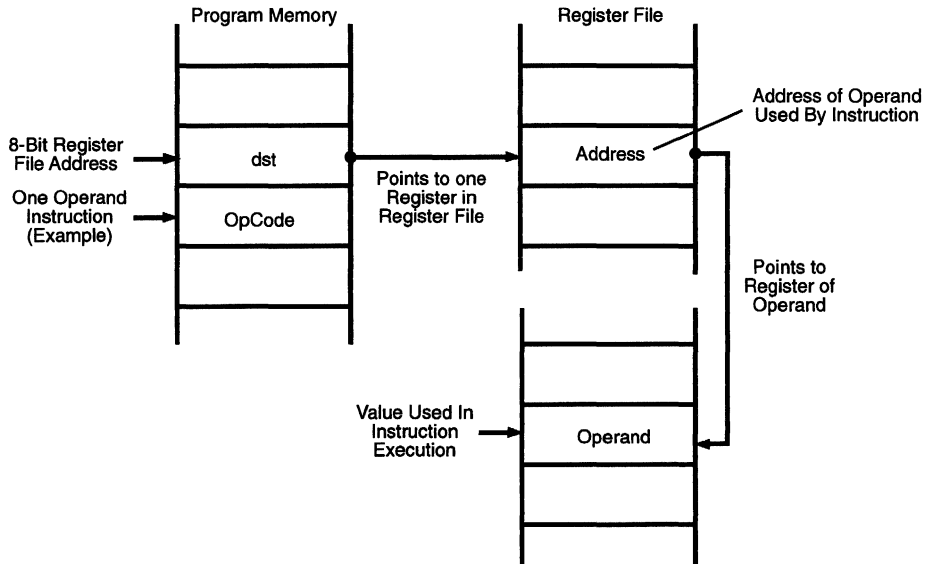 Program Memory
Register File
8-Bit Register
File Address
dst
One Operand
Instruction
(Example)
OpCode
Points to one
Register in
Register File
Address
Address of Operand
Used By Instruction
Points to
Register of
Operand
Value Used In
Instruction
Execution
Operand